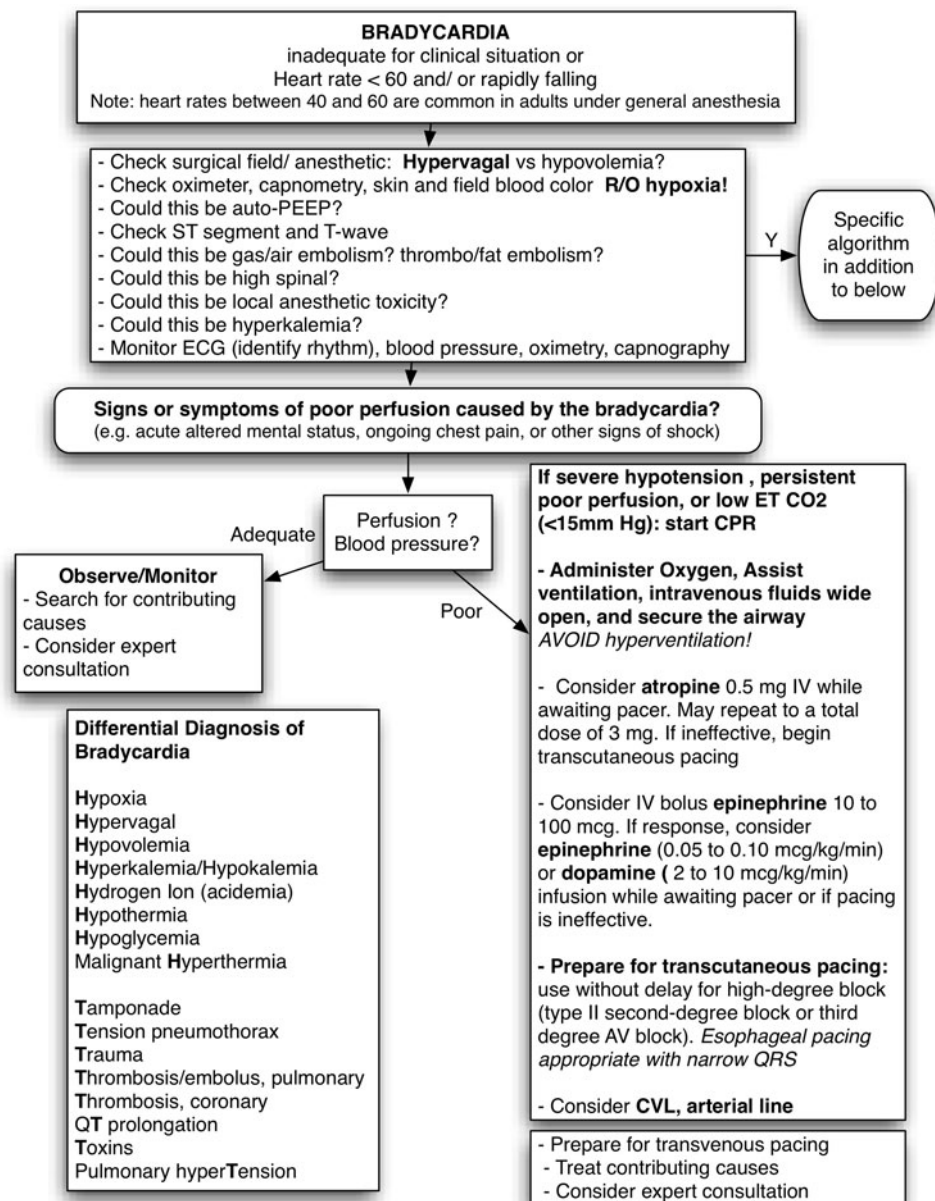 BRADYCARDIA
inadequate for clinical situation or
Heart rate < 60 and/ or rapidly falling
Note: heart rates between 40 and 60 are common in adults under general anesthesia
- Check surgical field/ anesthetic: Hypervagal vs hypovolemia?
- Check oximeter, capnometry, skin and field blood color R/O hypoxia!
- Could this be auto-PEEP?
- Check ST segment and T-wave
- Could this be gas/air embolism? thrombo/fat embolism?
- Could this be high spinal?
- Could this be local anesthetic toxicity?
- Could this be hyperkalemia?
- Monitor ECG (identify rhythm), blood pressure, oximetry, capnography
Y
Specific
algorithm
in addition
to below
Signs or symptoms of poor perfusion caused by the bradycardia?
(e.g. acute altered mental status, ongoing chest pain, or other signs of shock)
Perfusion ?
Blood pressure?
Adequate
Poor
Observe/Monitor
- Search for contributing
causes
- Consider expert
consultation
If severe hypotension , persistent
poor perfusion, or low ET CO2
(<15mm Hg): start CPR
- Administer Oxygen, Assist
ventilation, intravenous fluids wide
open, and secure the airway
AVOID hyperventilation!
- Consider atropine 0.5 mg IV while
awaiting pacer. May repeat to a total
dose of 3 mg. If ineffective, begin
transcutaneous pacing
- Consider IV bolus epinephrine 10 to
100 mcg. If response, consider
epinephrine (0.05 to 0.10 mcg/kg/min)
or dopamine ( 2 to 10 mcg/kg/min)
infusion while awaiting pacer or if pacing
is ineffective.
- Prepare for transcutaneous pacing:
use without delay for high-degree block
(type II second-degree block or third
degree AV block). Esophageal pacing
appropriate with narrow QRS
- Consider CVL, arterial line
- Prepare for transvenous pacing
- Treat contributing causes
- Consider expert consultation
Differential Diagnosis of
Bradycardia
Hypoxia
Hypervagal
Hypovolemia
Hyperkalemia/Hypokalemia
Hydrogen Ion (acidemia)
Hypothermia
Hypoglycemia
Malignant Hyperthermia
Tamponade
Tension pneumothorax
Trauma
Thrombosis/embolus, pulmonary
Thrombosis, coronary
QT prolongation
Toxins
Pulmonary hyperTension